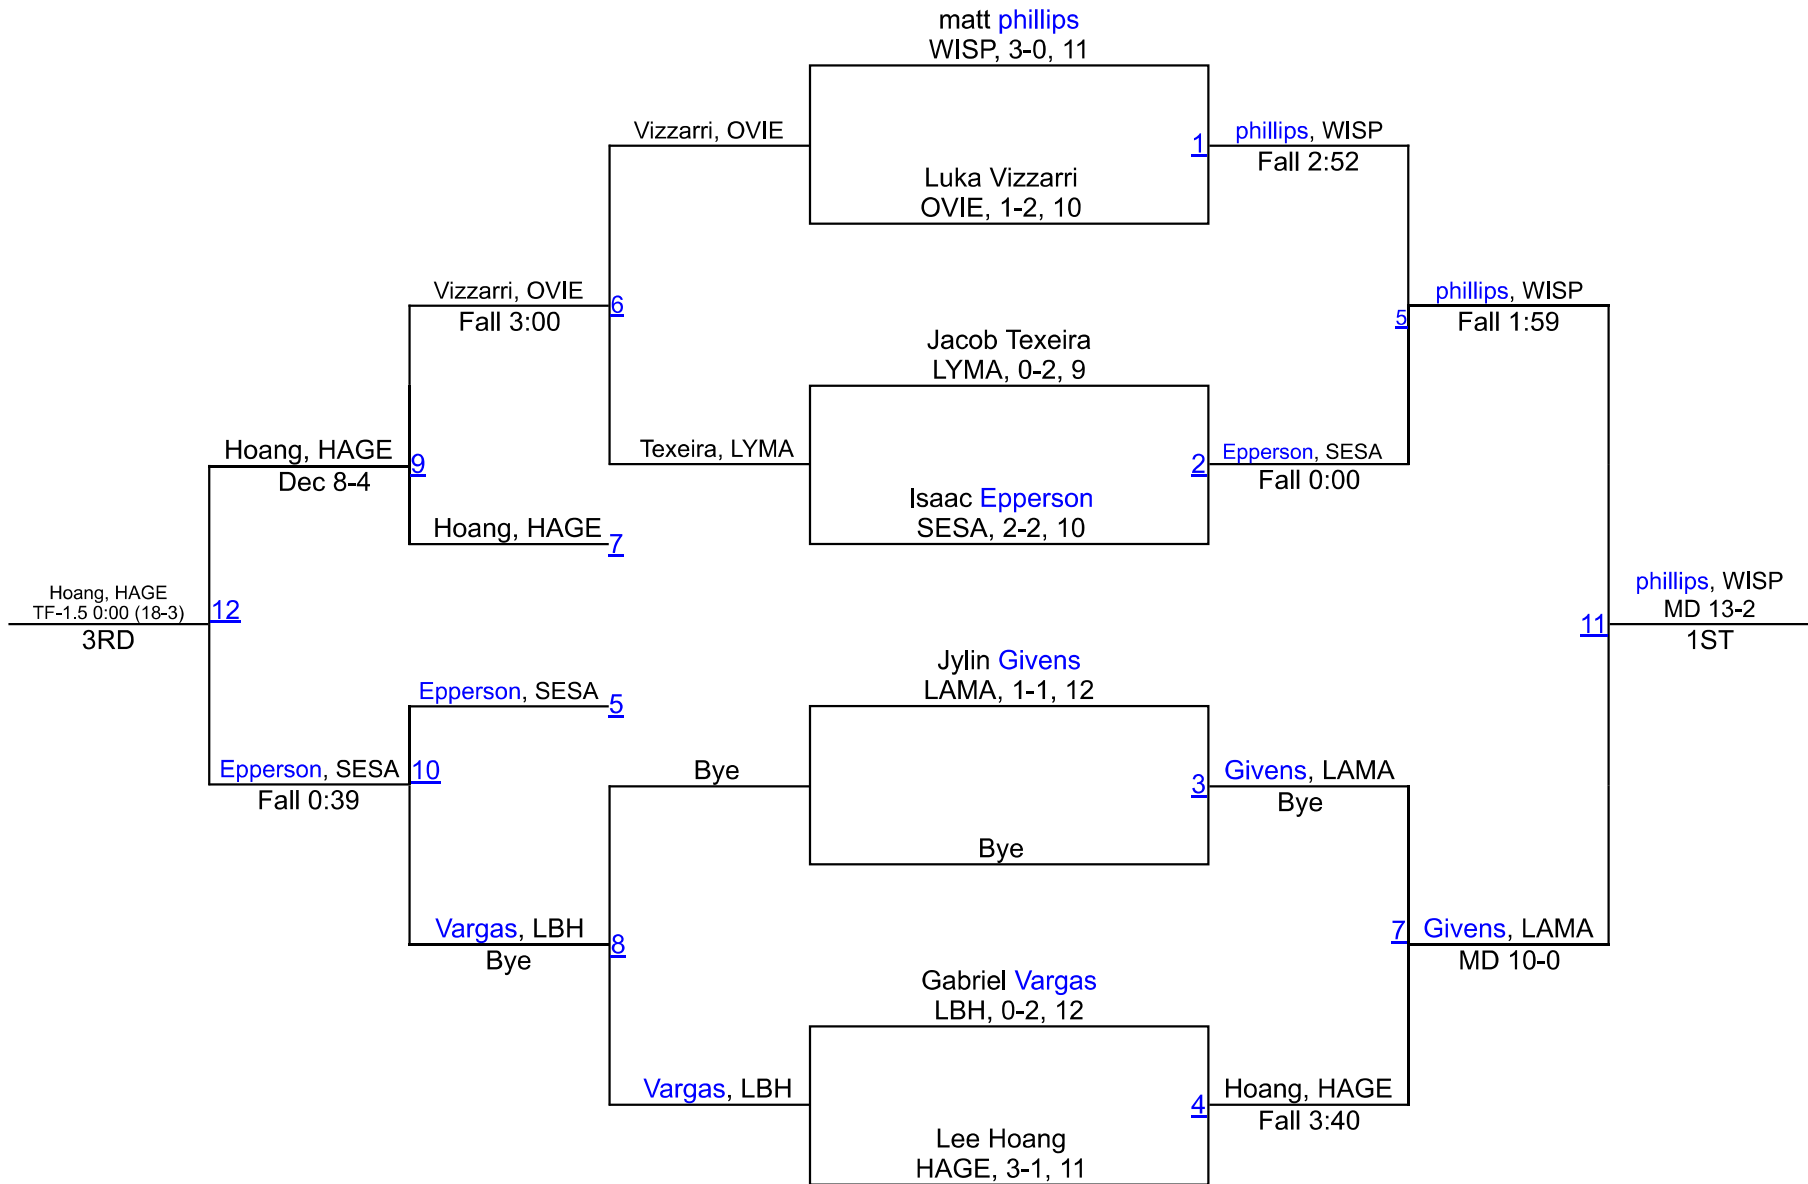 matt phillips
WISP, 3-0, 11
Vizzarri, OVIE
1
phillips, WISP
Fall 2:52
Luka Vizzarri
OVIE, 1-2, 10
Vizzarri, OVIE
Fall 3:00
6
5
phillips, WISP
Fall 1:59
Jacob Texeira
LYMA, 0-2, 9
Hoang, HAGE
Dec 8-4
9
Texeira, LYMA
2
Epperson, SESA
Fall 0:00
Isaac Epperson
SESA, 2-2, 10
Hoang, HAGE
7
Hoang, HAGE
TF-1.5 0:00 (18-3)
3RD
12
11
phillips, WISP
MD 13-2
1ST
Jylin Givens
LAMA, 1-1, 12
Epperson, SESA
5
Epperson, SESA
Fall 0:39
10
Bye
3
Givens, LAMA
Bye
Bye
Vargas, LBH
Bye
8
7
Givens, LAMA
MD 10-0
Gabriel Vargas
LBH, 0-2, 12
Vargas, LBH
4
Hoang, HAGE
Fall 3:40
Lee Hoang
HAGE, 3-1, 11